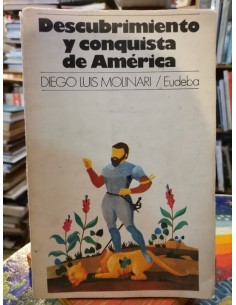 Descubrimiento
y conquista
de América
DIEGO LUIS MOLINARI / Eudeba